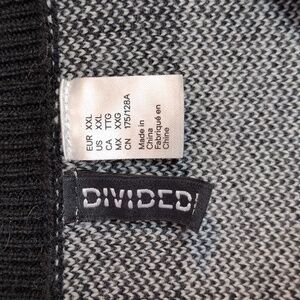 EUR XXL
US XXL
CA TTG
MX XXG
CN 175/128A
Made in
China
Fabriqué en
Chine
DIVIDED